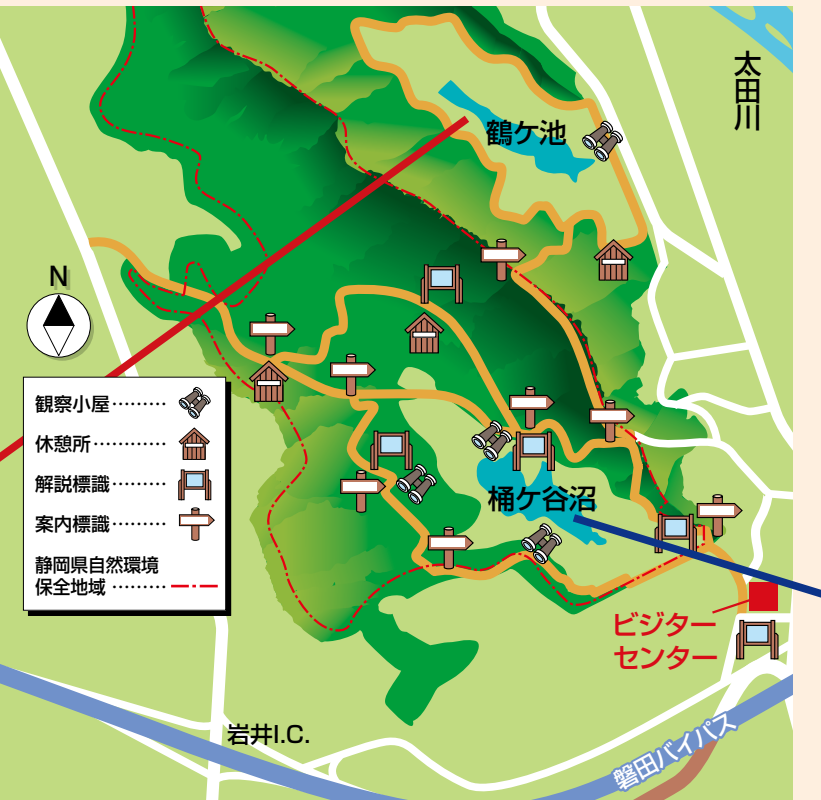 太田川
鶴ケ池
N
観察小屋………
休憩所…………
解説標識………
案内標識………
静岡県自然環境
保全地域………
桶ケ谷沼
ビジター
センター
岩井I.C.
磐田バイパス